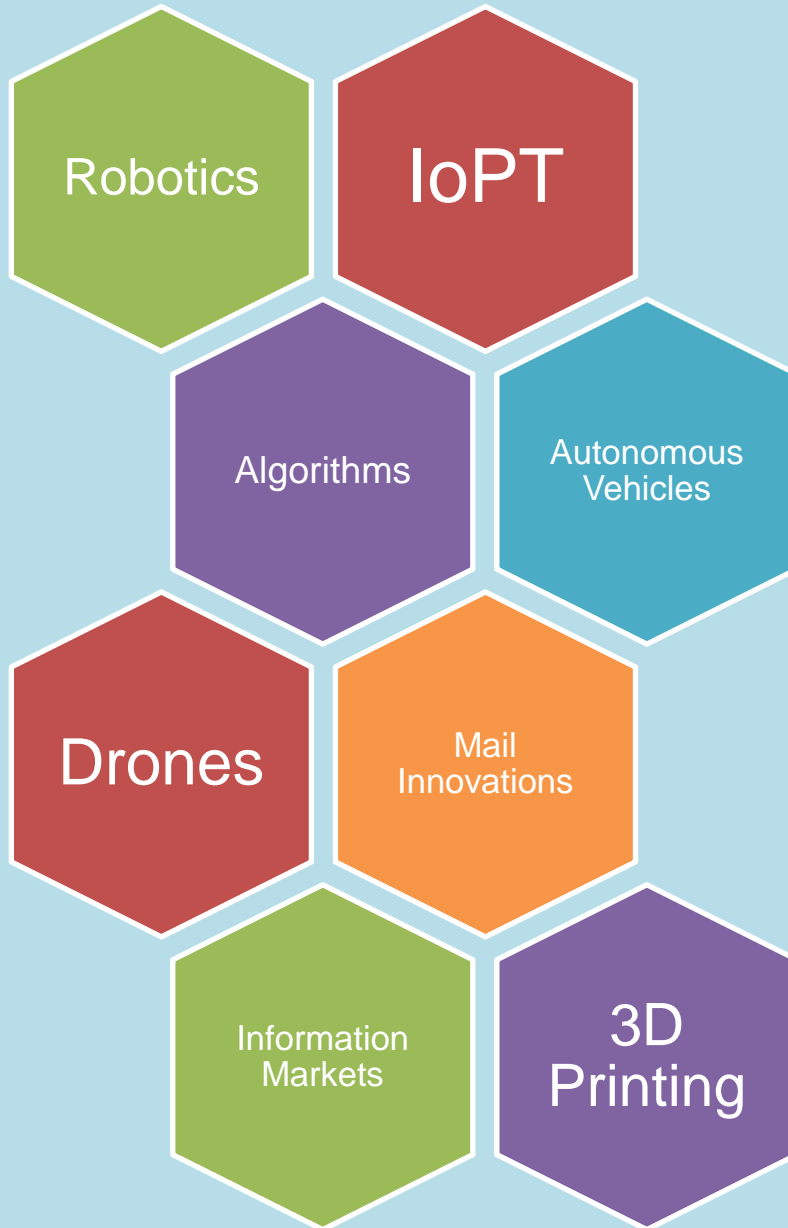 Robotics
IoPT
Algorithms
Autonomous
Vehicles
Drones
Mail
Innovations
Information
Markets
3D
Printing